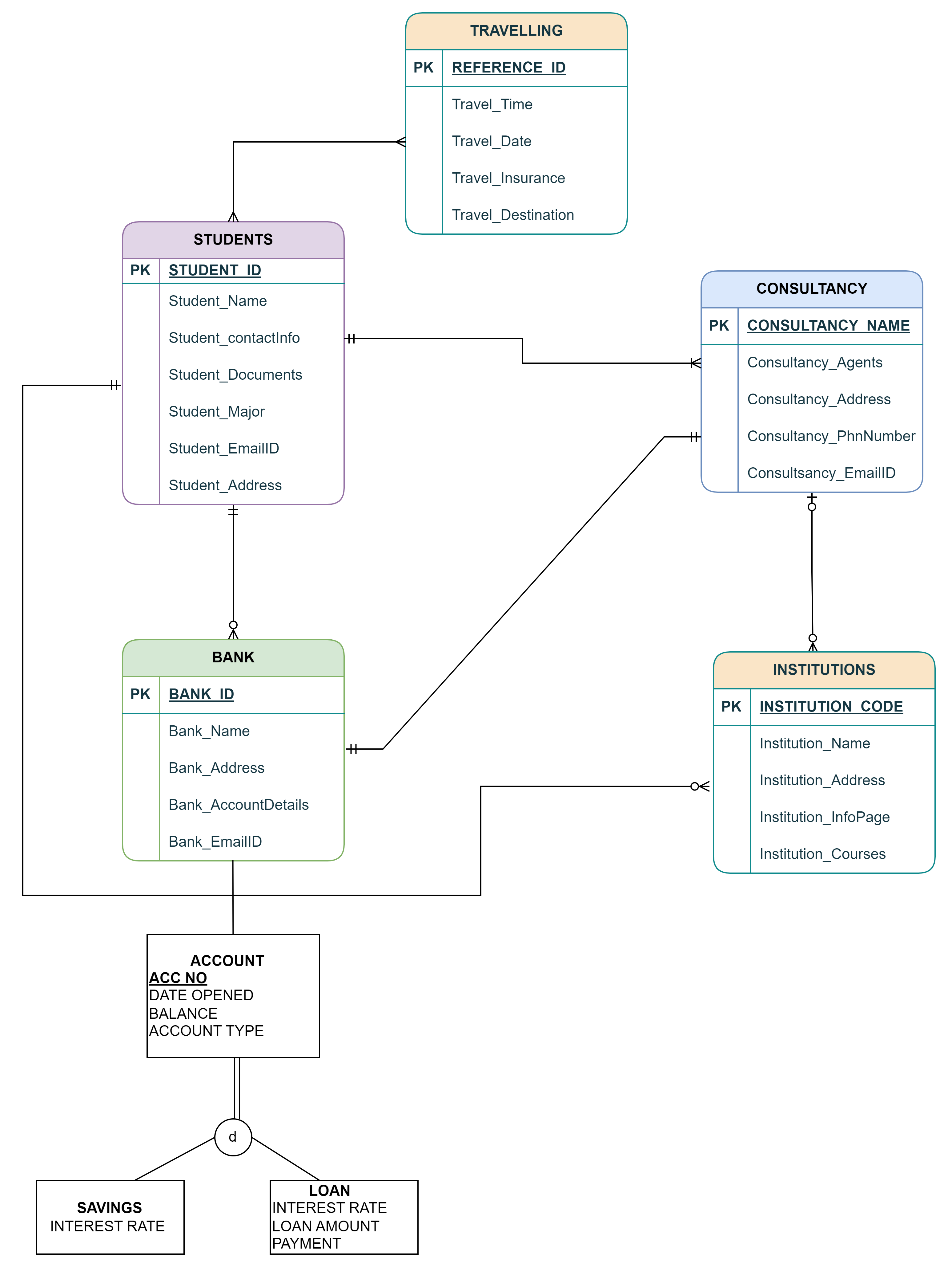 TRAVELLING
PK REFERENCE_ID
Travel_Time
Travel_Date
Travel_Insurance
Travel_Destination
STUDENTS
PK STUDENT_ID
Student_Name
Student_contactInfo
Student_Documents
Student_Major
Student_EmailID
Student_Address
CONSULTANCY
PK CONSULTANCY_NAME
Consultancy_Agents
Consultancy_Address
Consultancy_PhnNumber
Consultsancy_EmailID
BANK
PK BANK_ID
Bank_Name
Bank_Address
Bank_AccountDetails
Bank_EmailID
INSTITUTIONS
PK INSTITUTION_CODE
Institution_Name
Institution_Address
Institution_InfoPage
Institution_Courses
ACCOUNT
ACC NO
DATE OPENED
BALANCE
ACCOUNT TYPE
d
SAVINGS
INTEREST RATE
LOAN
INTEREST RATE
LOAN AMOUNT
PAYMENT